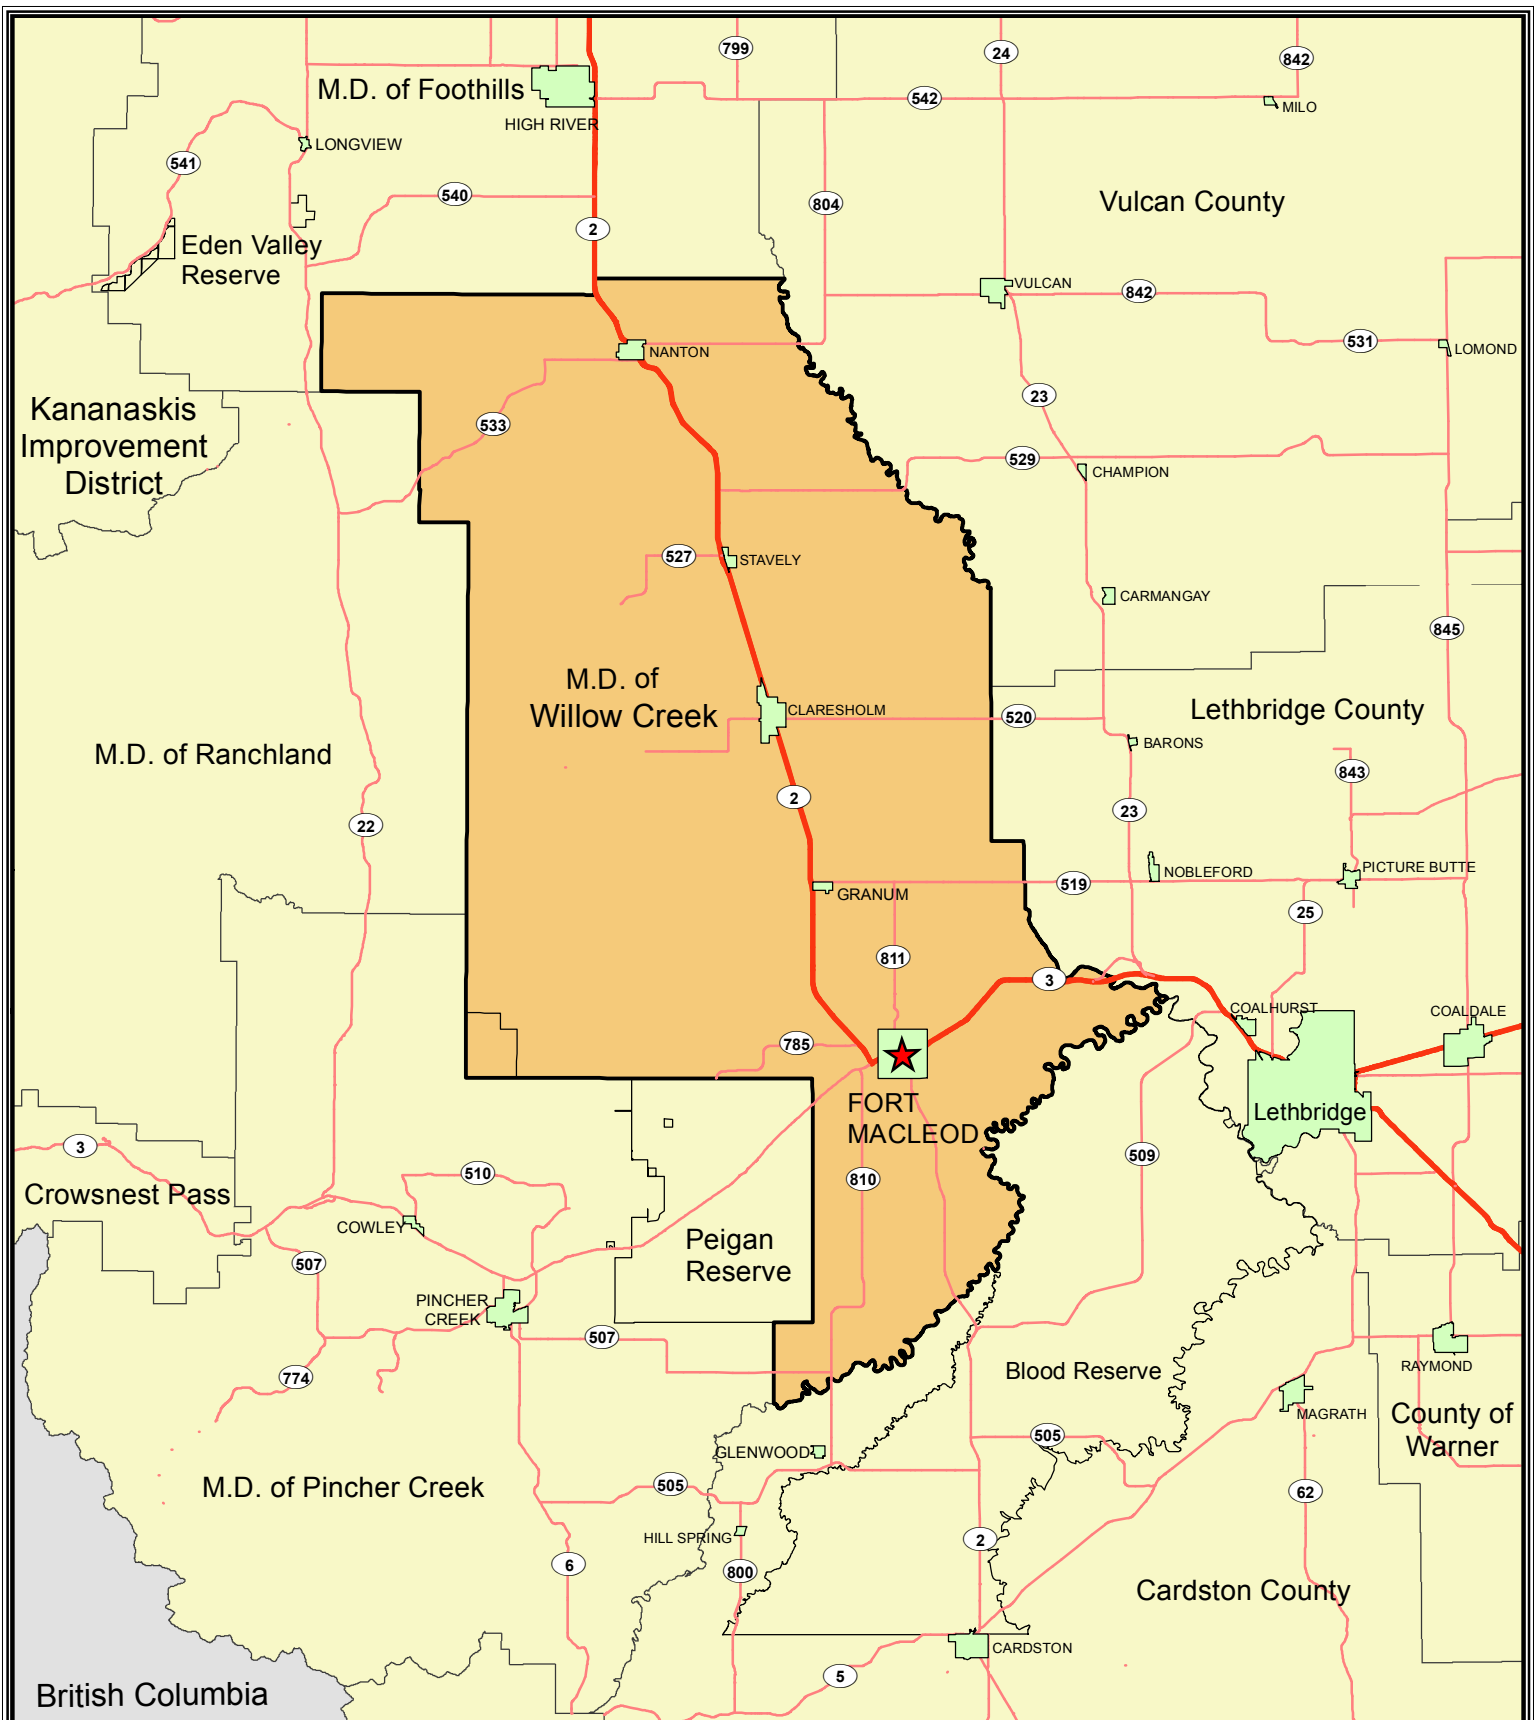 799
24
842
M.D. of Foothills
542
MILO
HIGH RIVER
LONGVIEW
541
540
804
Vulcan County
2
Eden Valley
Reserve
VULCAN
842
531
LOMOND
NANTON
23
Kananaskis
Improvement
District
533
529
CHAMPION
527
STAVELY
CARMANGAY
845
M.D. of
Willow Creek
CLARESHOLM
520
Lethbridge County
BARONS
M.D. of Ranchland
843
2
23
22
NOBLEFORD
PICTURE BUTTE
519
GRANUM
25
811
3
COALHURST
COALDALE
785
FORT
MACLEOD
Lethbridge
3
509
510
810
Crowsnest Pass
COWLEY
Peigan
Reserve
507
PINCHER
CREEK
507
RAYMOND
Blood Reserve
774
MAGRATH
County of
Warner
505
GLENWOOD
M.D. of Pincher Creek
505
62
HILL SPRING
2
6
800
Cardston County
CARDSTON
5
British Columbia